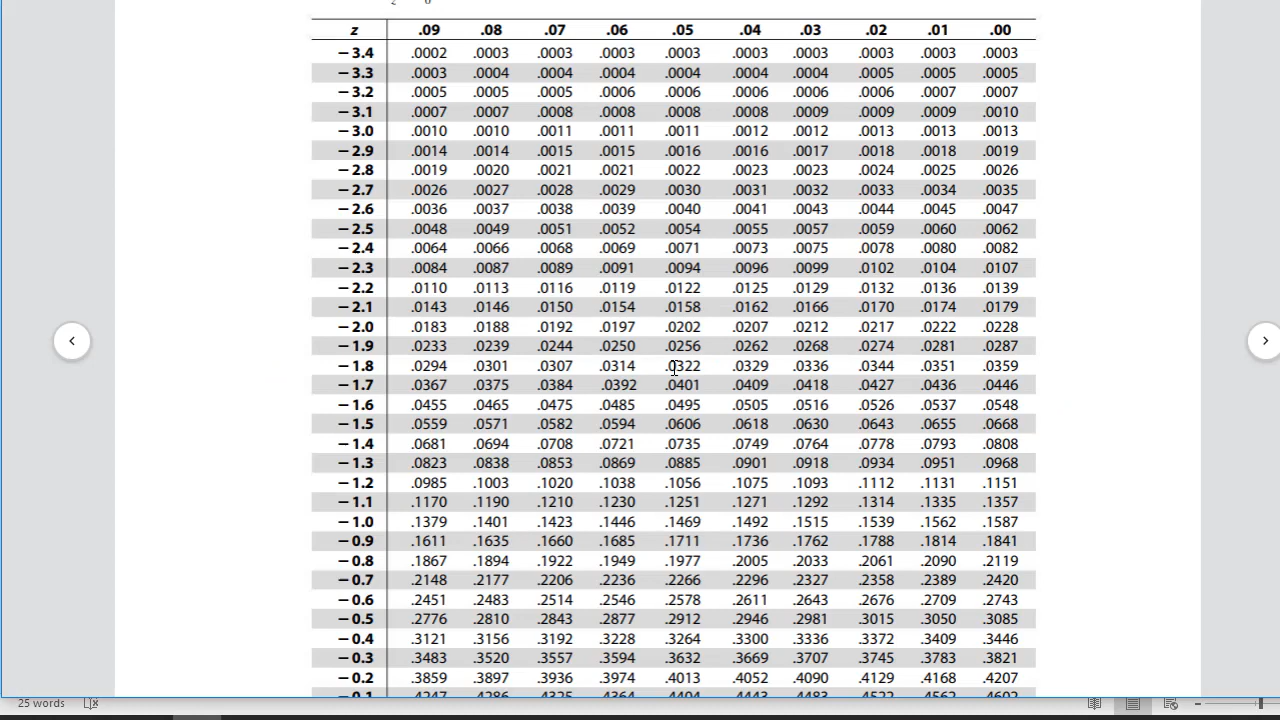 z .09 .08 .07 .06 .05 .04 .03 .02 .01 .00
−3.4 .0002 .0003 .0003 .0003 .0003 .0003 .0003 .0003 .0003 .0003
−3.3 .0003 .0004 .0004 .0004 .0004 .0004 .0004 .0005 .0005 .0005
−3.2 .0005 .0005 .0005 .0006 .0006 .0006 .0006 .0006 .0007 .0007
−3.1 .0007 .0007 .0008 .0008 .0008 .0008 .0009 .0009 .0009 .0010
−3.0 .0010 .0010 .0011 .0011 .0011 .0012 .0012 .0013 .0013 .0013
−2.9 .0014 .0014 .0015 .0015 .0016 .0016 .0017 .0018 .0018 .0019
−2.8 .0019 .0020 .0021 .0021 .0022 .0023 .0023 .0024 .0025 .0026
−2.7 .0026 .0027 .0028 .0029 .0030 .0031 .0032 .0033 .0034 .0035
−2.6 .0036 .0037 .0038 .0039 .0040 .0041 .0043 .0044 .0045 .0047
−2.5 .0048 .0049 .0051 .0052 .0054 .0055 .0057 .0059 .0060 .0062
−2.4 .0064 .0066 .0068 .0069 .0071 .0073 .0075 .0078 .0080 .0082
−2.3 .0084 .0087 .0089 .0091 .0094 .0096 .0099 .0102 .0104 .0107
−2.2 .0110 .0113 .0116 .0119 .0122 .0125 .0129 .0132 .0136 .0139
−2.1 .0143 .0146 .0150 .0154 .0158 .0162 .0166 .0170 .0174 .0179
−2.0 .0183 .0188 .0192 .0197 .0202 .0207 .0212 .0217 .0222 .0228
−1.9 .0233 .0239 .0244 .0250 .0256 .0262 .0268 .0274 .0281 .0287
−1.8 .0294 .0301 .0307 .0314 .0322 .0329 .0336 .0344 .0351 .0359
−1.7 .0367 .0375 .0384 .0392 .0401 .0409 .0418 .0427 .0436 .0446
−1.6 .0455 .0465 .0475 .0485 .0495 .0505 .0516 .0526 .0537 .0548
−1.5 .0559 .0571 .0582 .0594 .0606 .0618 .0630 .0643 .0655 .0668
−1.4 .0681 .0694 .0708 .0721 .0735 .0749 .0764 .0778 .0793 .0808
−1.3 .0823 .0838 .0853 .0869 .0885 .0901 .0918 .0934 .0951 .0968
−1.2 .0985 .1003 .1020 .1038 .1056 .1075 .1093 .1112 .1131 .1151
−1.1 .1170 .1190 .1210 .1230 .1251 .1271 .1292 .1314 .1335 .1357
−1.0 .1379 .1401 .1423 .1446 .1469 .1492 .1515 .1539 .1562 .1587
−0.9 .1611 .1635 .1660 .1685 .1711 .1736 .1762 .1788 .1814 .1841
−0.8 .1867 .1894 .1922 .1949 .1977 .2005 .2033 .2061 .2090 .2119
−0.7 .2148 .2177 .2206 .2236 .2266 .2296 .2327 .2358 .2389 .2420
−0.6 .2451 .2483 .2514 .2546 .2578 .2611 .2643 .2676 .2709 .2743
−0.5 .2776 .2810 .2843 .2877 .2912 .2946 .2981 .3015 .3050 .3085
−0.4 .3121 .3156 .3192 .3228 .3264 .3300 .3336 .3372 .3409 .3446
−0.3 .3483 .3520 .3557 .3594 .3632 .3669 .3707 .3745 .3783 .3821
−0.2 .3859 .3897 .3936 .3974 .4013 .4052 .4090 .4129 .4168 .4207
−0.1 .4247 .4286 .4325 .4364 .4404 .4443 .4483 .4522 .4562 .4602
25 words